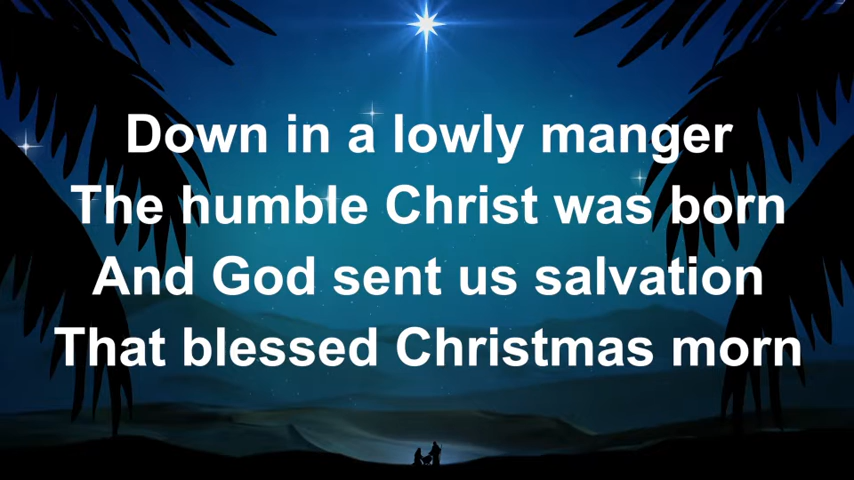 Down in a lowly manger
The humble Christ was born
And God sent us salvation
That blessed Christmas morn